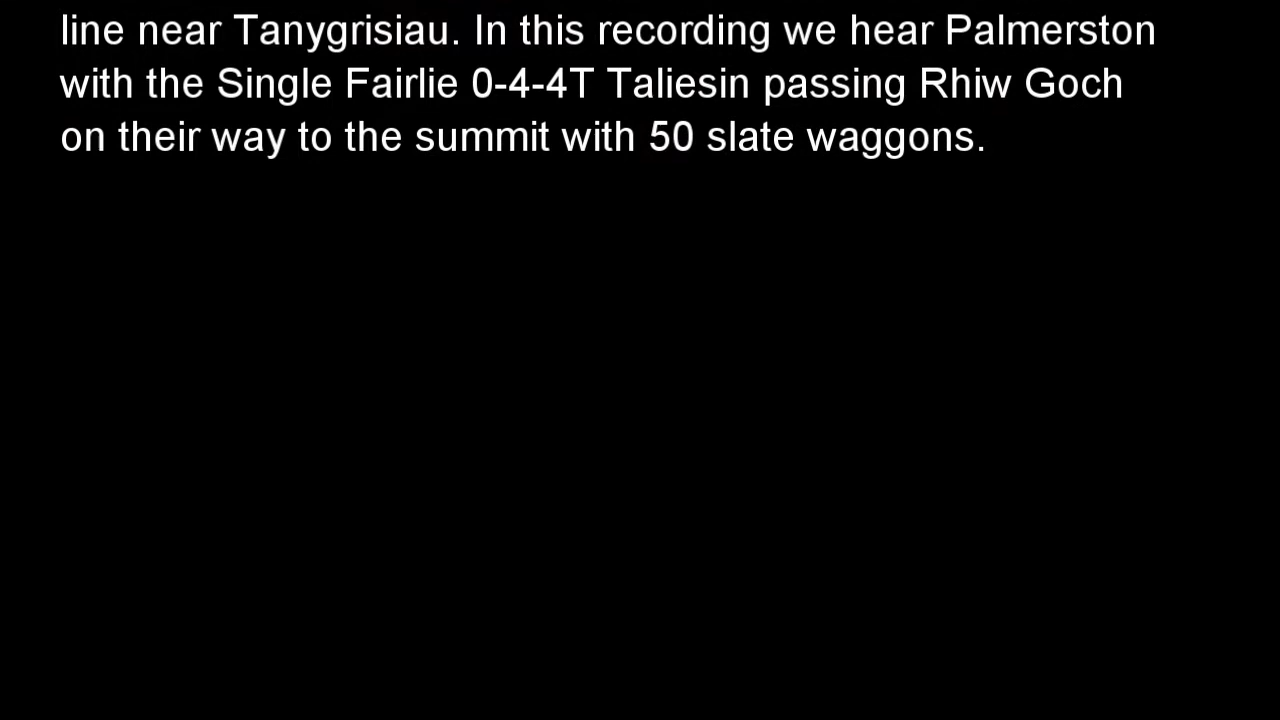 line near Tanygrisiau. In this recording we hear Palmerston
with the Single Fairlie 0-4-4T Taliesin passing Rhiw Goch
on their way to the summit with 50 slate waggons.